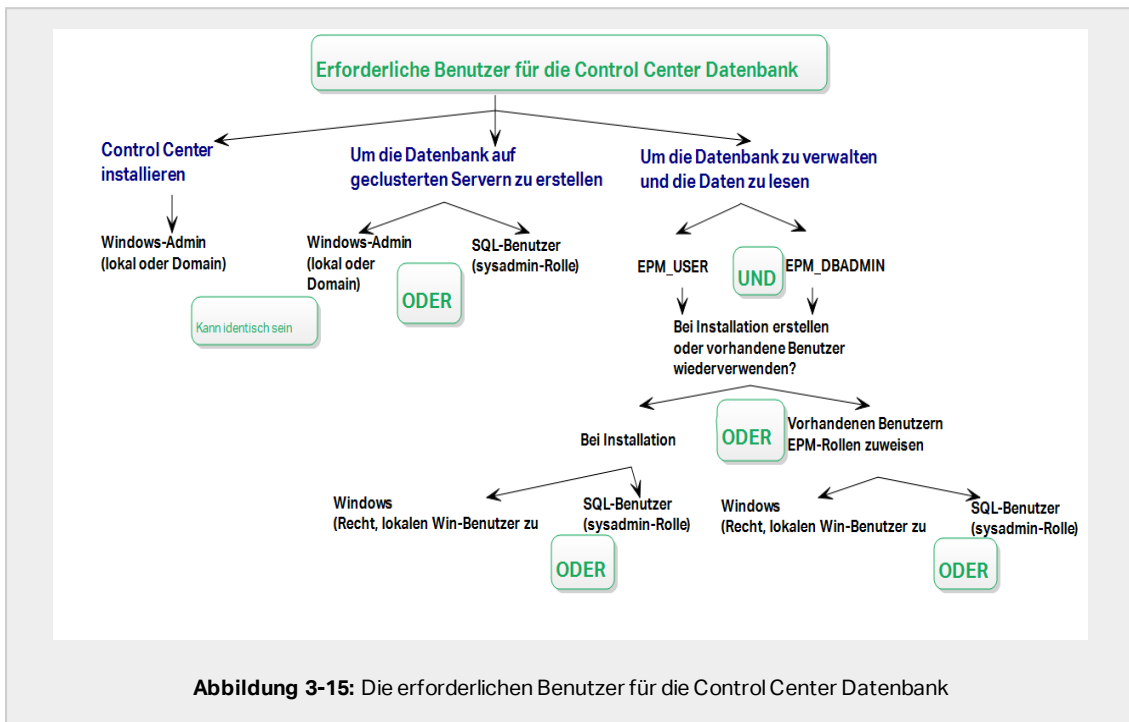 Erforderliche Benutzer für die Control Center Datenbank
Control Center
installieren
Um die Datenbank auf
geclusterten Servern zu erstellen
Um die Datenbank zu verwalten
und die Daten zu lesen
Windows-Admin
(lokal oder Domain)
Windows-Admin
(lokal oder
Domain)
SQL-Benutzer
(sysadmin-Rolle)
ODER
Kann identisch sein
EPM_USER
UND
EPM_DBADMIN
Bei Installation erstellen
oder vorhandene Benutzer
wiederverwenden?
Bei Installation
ODER
Vorhandenen Benutzern
EPM-Rollen zuweisen
Windows
(Recht, lokalen Win-Benutzer zu
SQL-Benutzer
(sysadmin-Rolle)
ODER
Windows
(Recht, lokalen Win-Benutzer zu
SQL-Benutzer
(sysadmin-Rolle)
ODER
Abbildung 3-15: Die erforderlichen Benutzer für die Control Center Datenbank